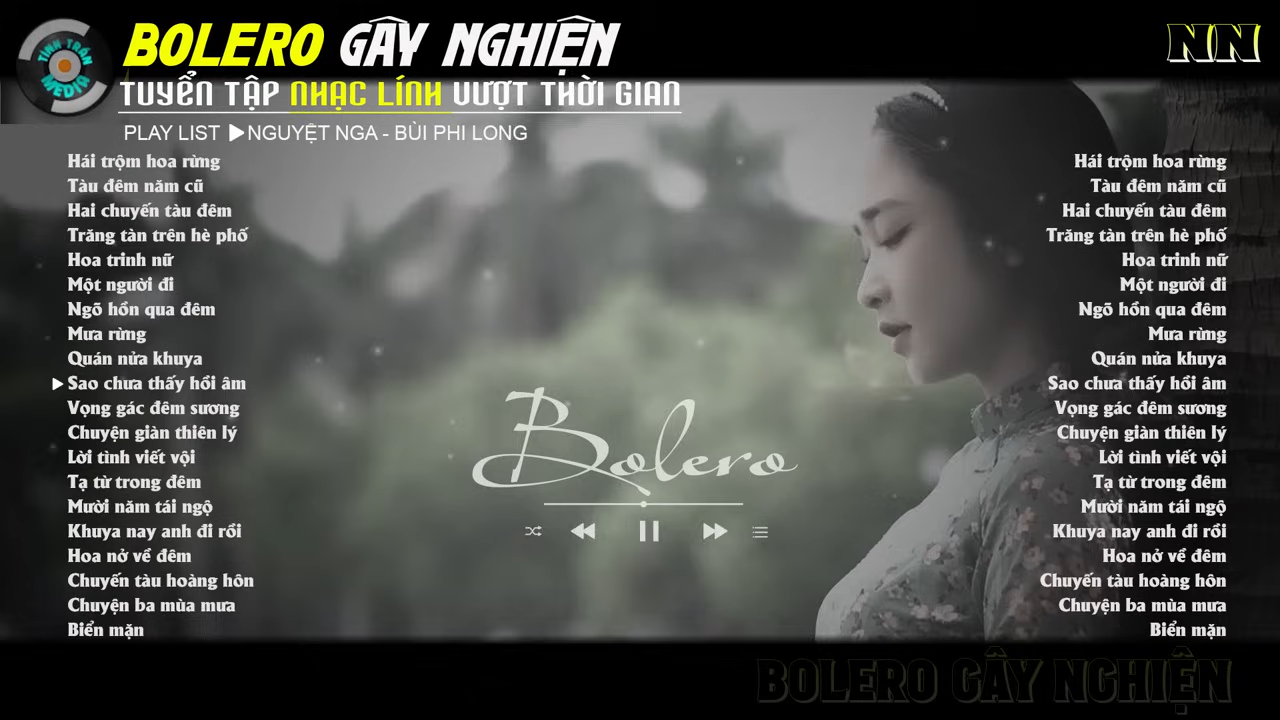 TÌNH TRẦN
MEDIA
BOLERO GÂY NGHIỆN
NN
TUYỂN TẬP NHẠC LÍNH VƯỢT THỜI GIAN
PLAY LIST ▶NGUYỆT NGA - BÙI PHI LONG
Hái trộm hoa rừng
Tàu đêm năm cũ
Hai chuyến tàu đêm
Trăng tàn trên hè phố
Hoa trinh nữ
Một người đi
Ngõ hồn qua đêm
Mưa rừng
Quán nửa khuya
Sao chưa thấy hồi âm
Vọng gác đêm sương
Chuyện giàn thiên lý
Lời tình viết vội
Tạ từ trong đêm
Mười năm tái ngộ
Khuya nay anh đi rồi
Hoa nở về đêm
Chuyến tàu hoàng hôn
Chuyện ba mùa mưa
Biển mặn
Bolero
Hái trộm hoa rừng
Tàu đêm năm cũ
Hai chuyến tàu đêm
Trăng tàn trên hè phố
Hoa trinh nữ
Một người đi
Ngõ hồn qua đêm
Mưa rừng
Quán nửa khuya
Sao chưa thấy hồi âm
Vọng gác đêm sương
Chuyện giàn thiên lý
Lời tình viết vội
Tạ từ trong đêm
Mười năm tái ngộ
Khuya nay anh đi rồi
Hoa nở về đêm
Chuyến tàu hoàng hôn
Chuyện ba mùa mưa
Biển mặn
BOLERO GÂY NGHIỆN